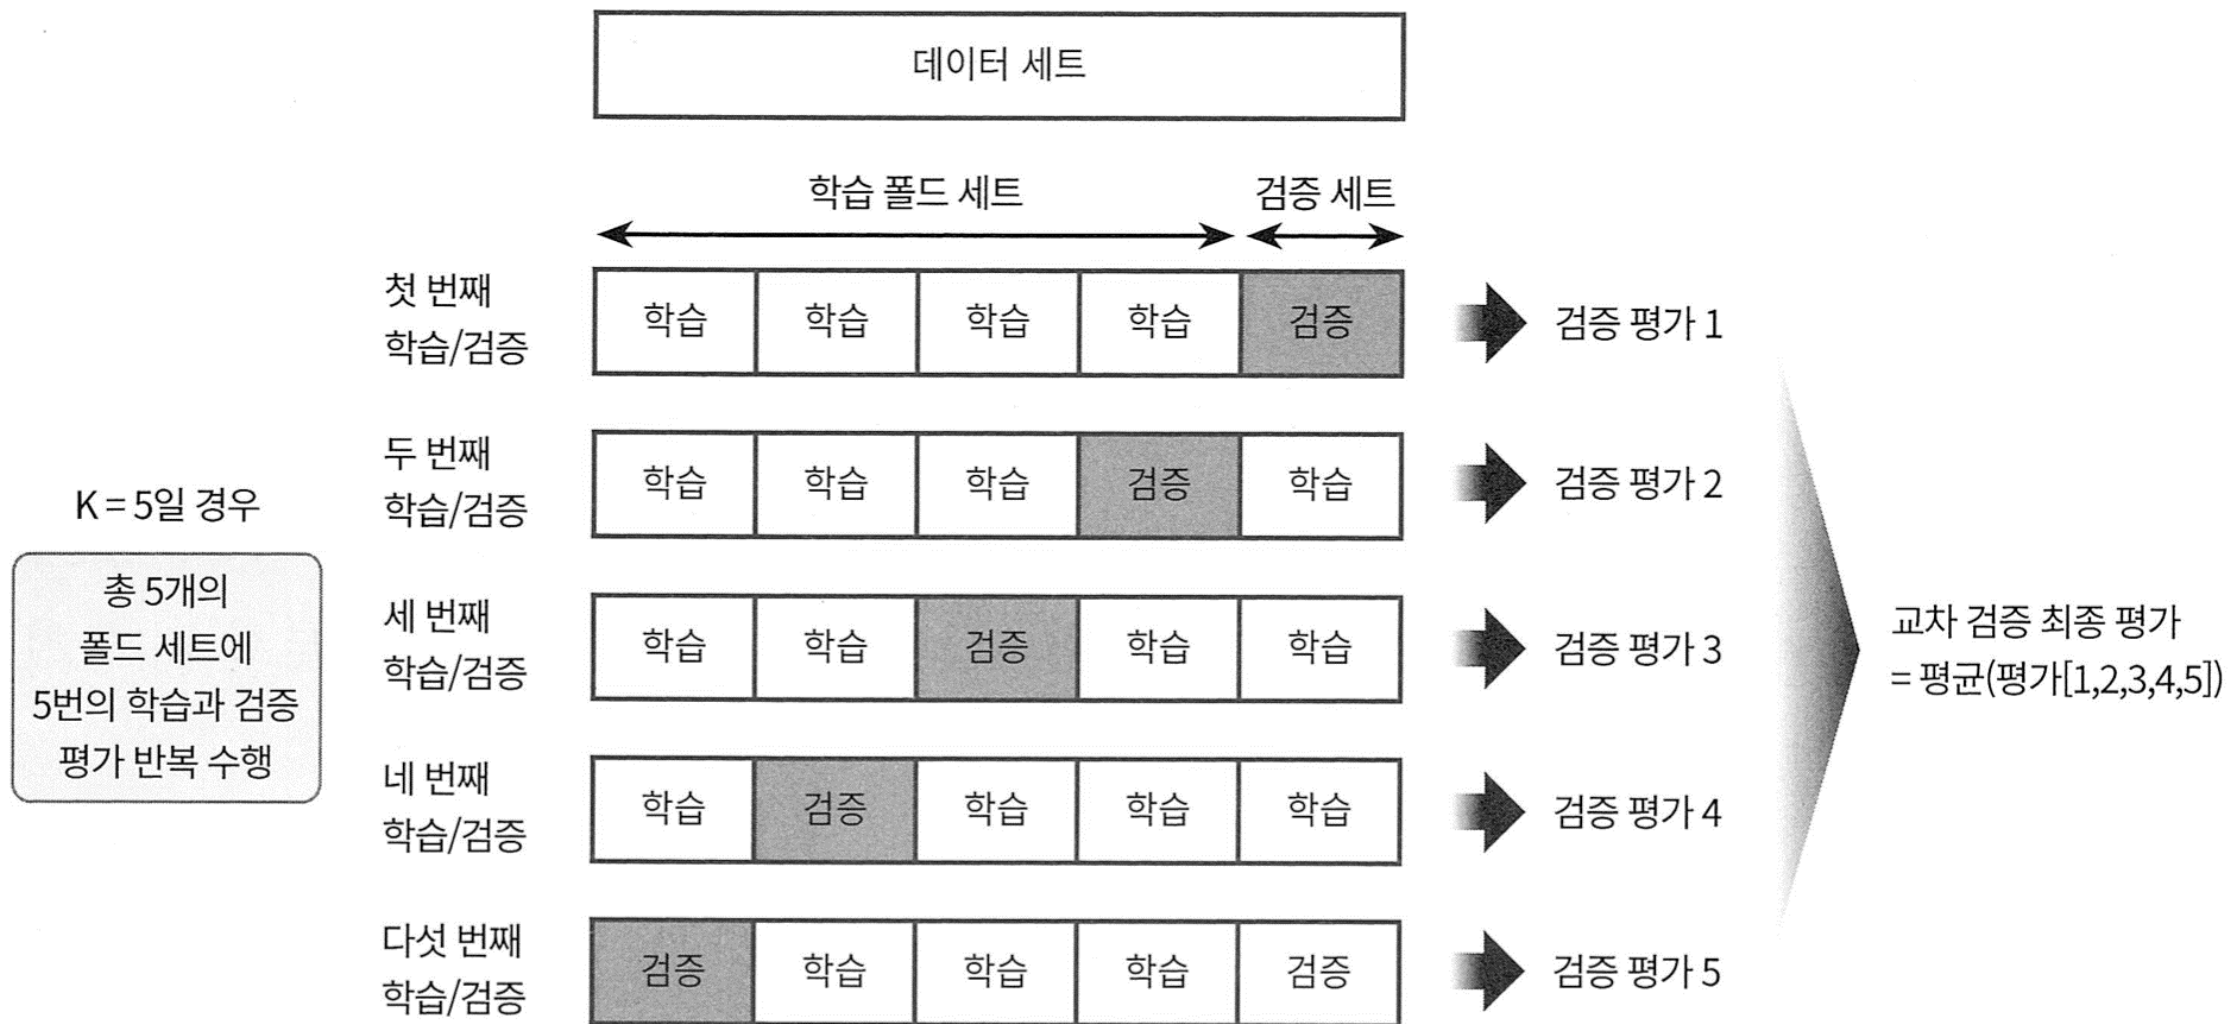 데이터 세트
학습 폴드 세트 검증 세트
첫 번째
학습/검증
학습 학습 학습 학습 검증
검증 평가 1
두 번째
학습/검증
학습 학습 학습 검증 학습
검증 평가 2
K = 5일 경우
총 5개의
폴드 세트에
5번의 학습과 검증
평가 반복 수행
세 번째
학습/검증
학습 학습 검증 학습 학습
검증 평가 3
네 번째
학습/검증
학습 검증 학습 학습 학습
검증 평가 4
다섯 번째
학습/검증
검증 학습 학습 학습 검증
검증 평가 5
교차 검증 최종 평가
= 평균(평가[1,2,3,4,5])